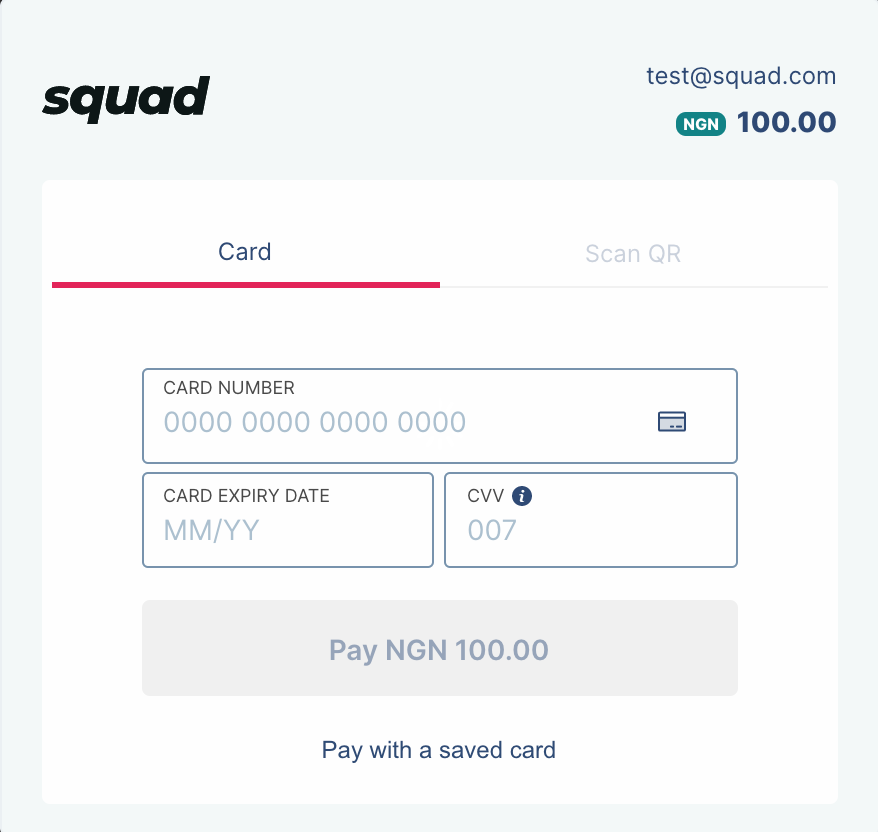 squad
test@squad.com
NGN 100.00
Card
Scan QR
CARD NUMBER
0000 0000 0000 0000
CARD EXPIRY DATE
MM/YY
CVV i
007
Pay NGN 100.00
Pay with a saved card